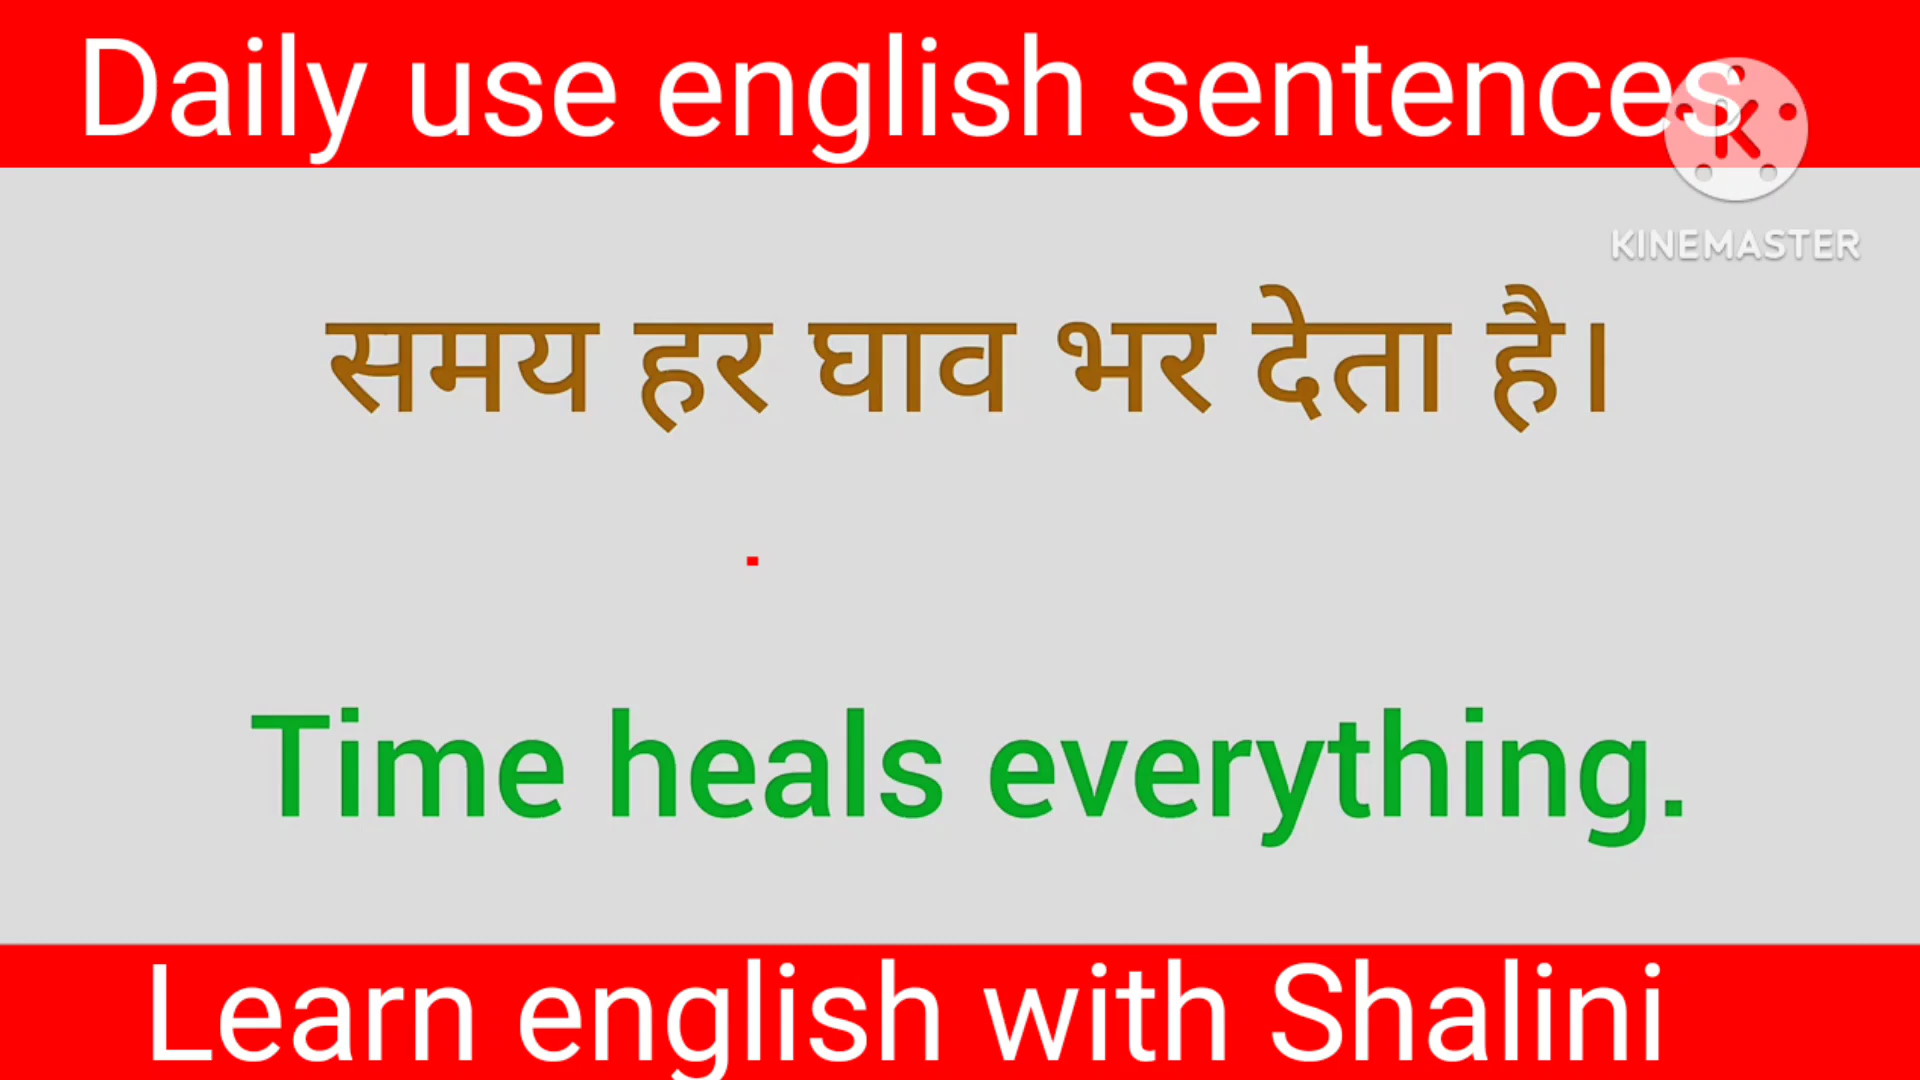 Daily use english sentences
KINEMASTER
समय हर घाव भर देता है।
Time heals everything.
Learn english with Shalini